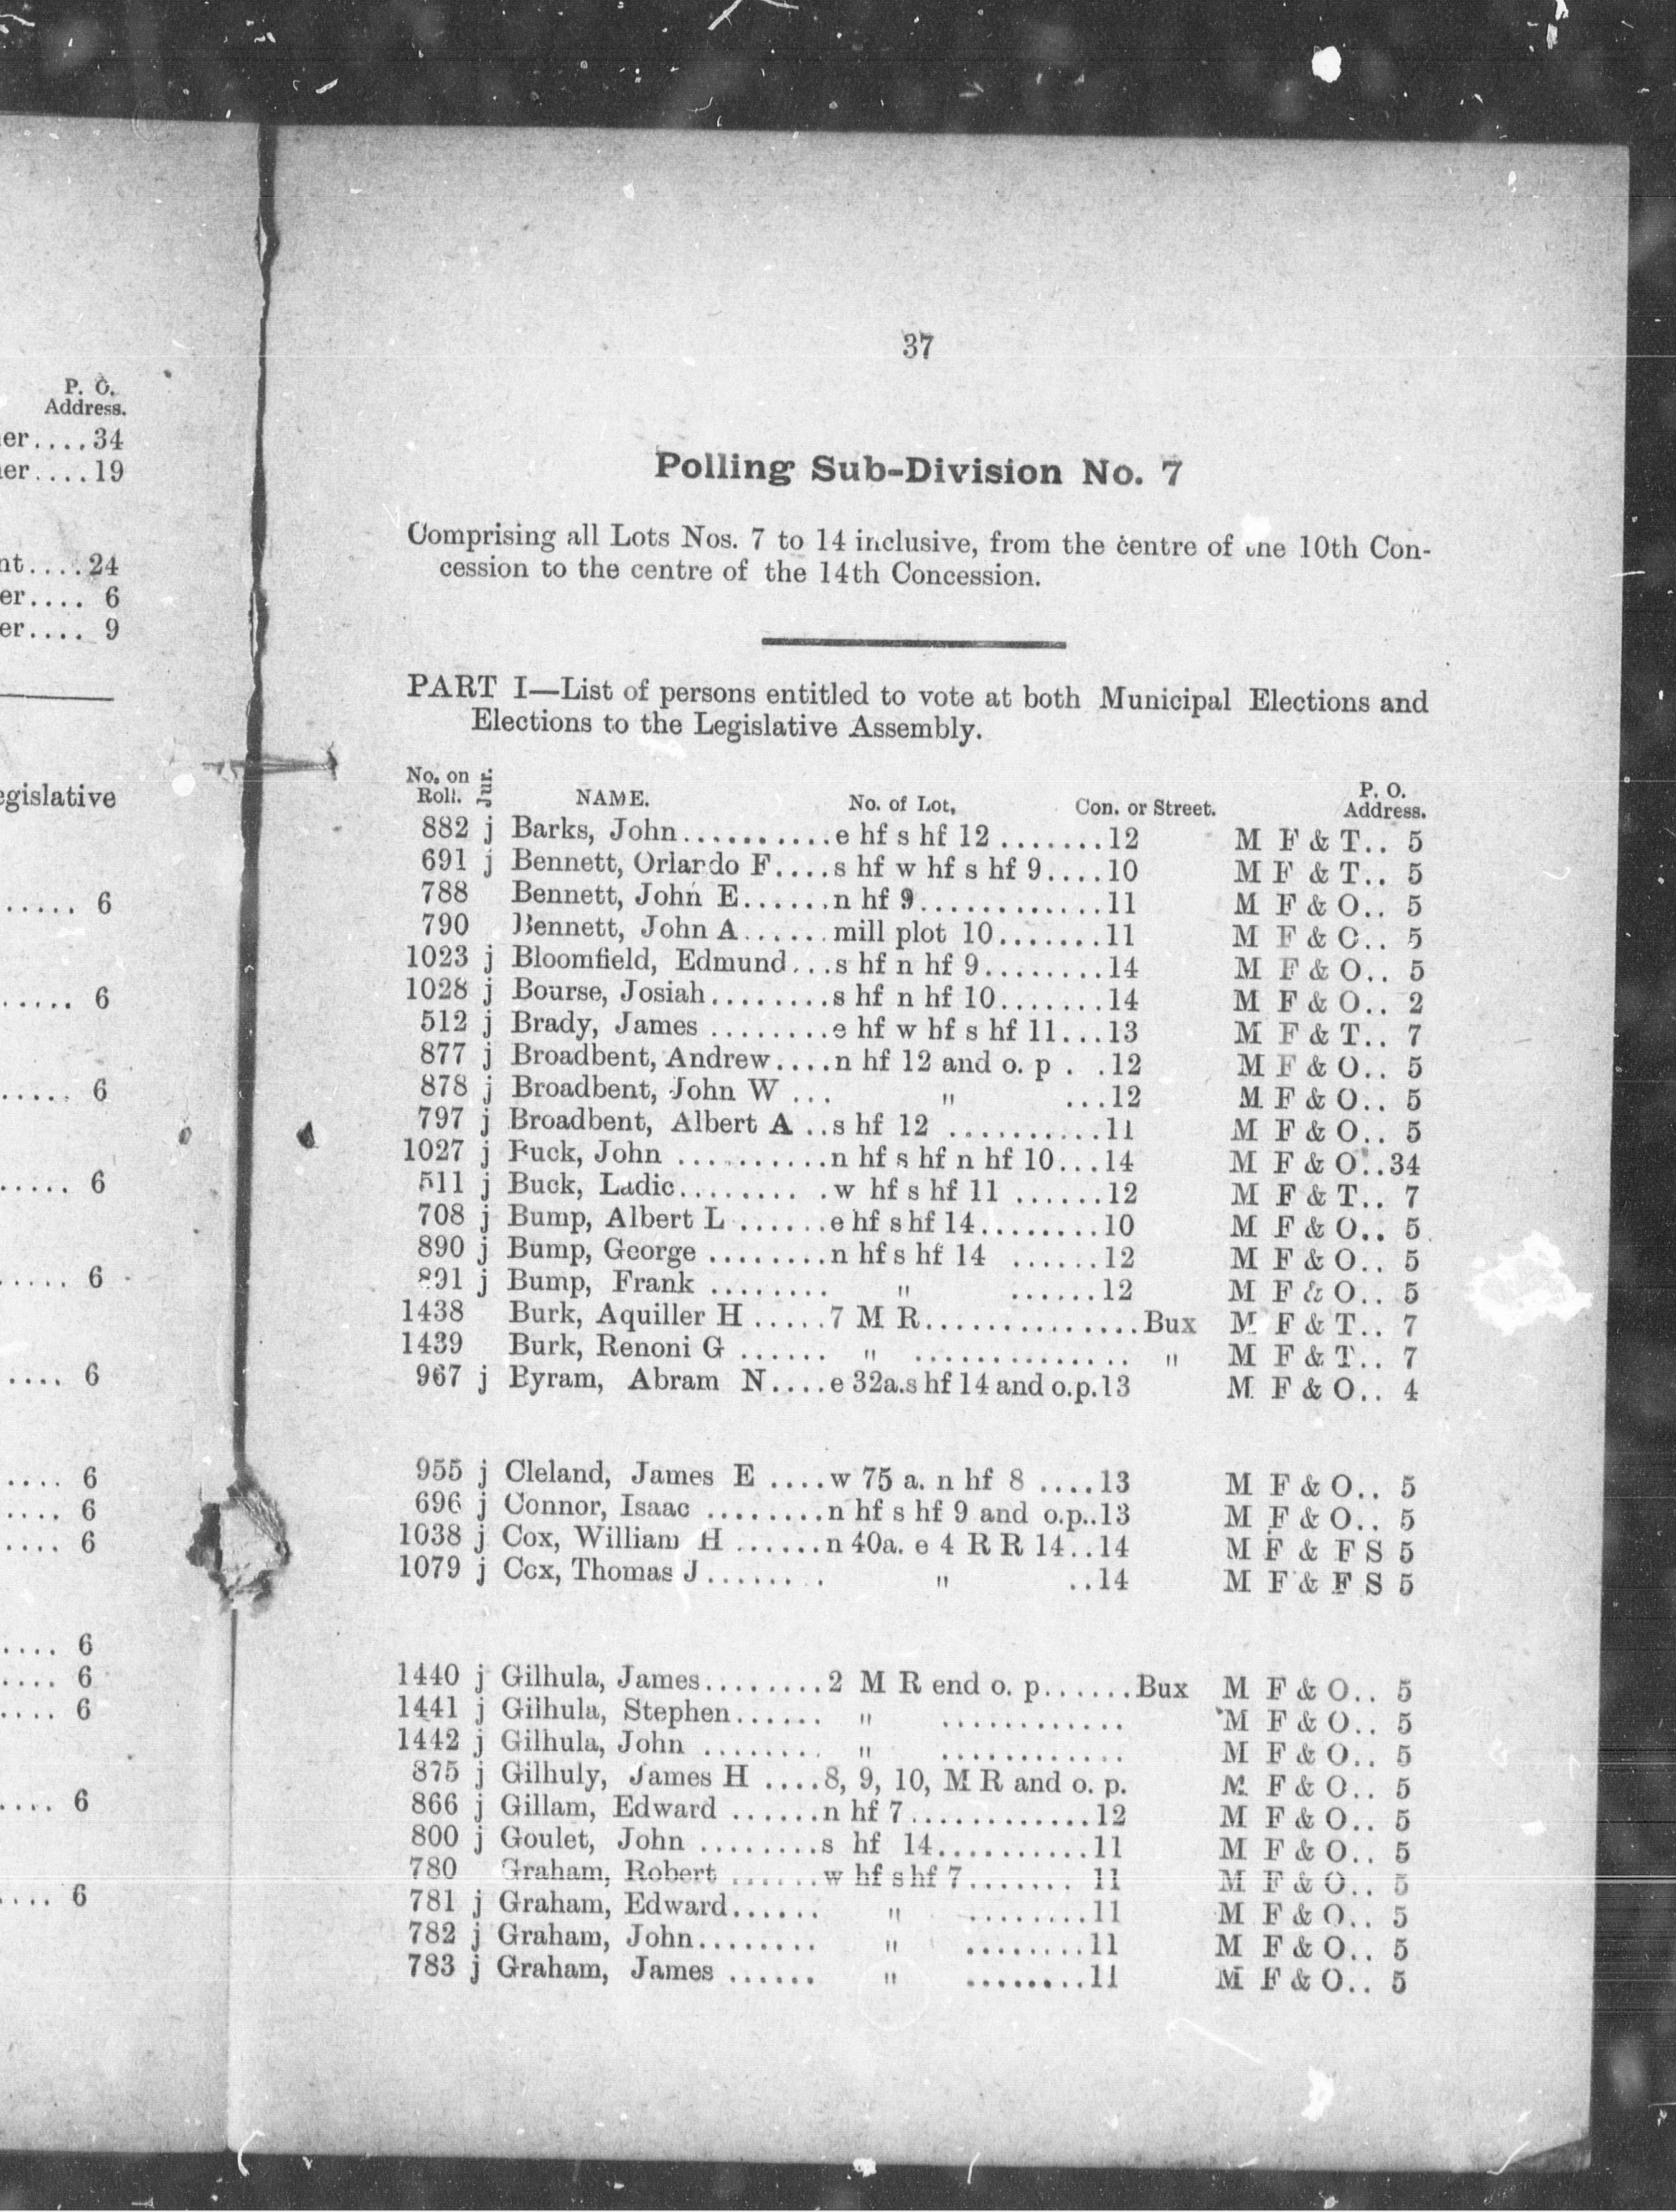 P. O.
Address.
er....34
er....19
nt....24
er.... 6
er.... 9
egislative
..... 6
..... 6
..... 6
..... 6
..... 6
.... 6
.... 6
.... 6
.... 6
.... 6
.... 6
.... 6
.... 6
.... 6
37
Polling Sub-Division No. 7
Comprising all Lots Nos. 7 to 14 inclusive, from the centre of the 10th Con-
cession to the centre of the 14th Concession.
PART I—List of persons entitled to vote at both Municipal Elections and
Elections to the Legislative Assembly.
No. on Roll. Jur. NAME. No. of Lot, Con. or Street. P. O. Address.
882 j Barks, John..........e hf s hf 12 .......12 M F & T.. 5
691 j Bennett, Orlando F....s hf w hf s hf 9....10 M F & T.. 5
788 Bennett, John E......n hf 9.............11 M F & O.. 5
790 Bennett, John A......mill plot 10.......11 M F & O.. 5
1023 j Bloomfield, Edmund...s hf n hf 9........14 M F & O.. 5
1028 j Bourse, Josiah........s hf n hf 10.......14 M F & O.. 2
512 j Brady, James ........e hf w hf s hf 11...13 M F & T.. 7
877 j Broadbent, Andrew....n hf 12 and o. p . .12 M F & O.. 5
878 j Broadbent, John W ... " ...12 M F & O.. 5
797 j Broadbent, Albert A ..s hf 12 ..........11 M F & O.. 5
1027 j Buck, John ..........n hf s hf n hf 10...14 M F & O..34
511 j Buck, Ladic......... .w hf s hf 11 ......12 M F & T.. 7
708 j Bump, Albert L ......e hf s hf 14.........10 M F & O.. 5
890 j Bump, George ........n hf s hf 14 ......12 M F & O.. 5
891 j Bump, Frank ........ " ......12 M F & O.. 5
1438 Burk, Aquiller H .....7 M R..............Bux M F & T.. 7
1439 Burk, Renoni G ...... " .............. " M F & T.. 7
967 j Byram, Abram N....e 32a.s hf 14 and o.p.13 M F & O.. 4
955 j Cleland, James E ....w 75 a. n hf 8 ....13 M F & O.. 5
696 j Connor, Isaac ........n hf s hf 9 and o.p..13 M F & O.. 5
1038 j Cox, William H ......n 40a. e 4 R R 14..14 M F & F S 5
1079 j Cox, Thomas J........ " ..14 M F & F S 5
1440 j Gilhula, James........2 M R end o. p......Bux M F & O.. 5
1441 j Gilhula, Stephen...... " ............ M F & O.. 5
1442 j Gilhula, John ........ " ............ M F & O.. 5
875 j Gilhuly, James H ....8, 9, 10, M R and o. p. M F & O.. 5
866 j Gillam, Edward ......n hf 7.............12 M F & O.. 5
800 j Goulet, John ........s hf 14...........11 M F & O.. 5
780 Graham, Robert ......w hf s hf 7....... 11 M F & O.. 5
781 j Graham, Edward...... " .........11 M F & O.. 5
782 j Graham, John........ " ........11 M F & O.. 5
783 j Graham, James ...... " ........11 M F & O.. 5